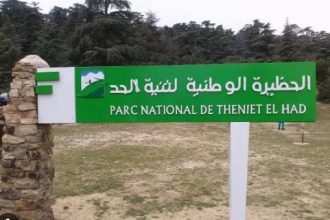 الحظيرة الوطنية لثنية الحد
PARC NATIONAL DE THENIET EL HAD